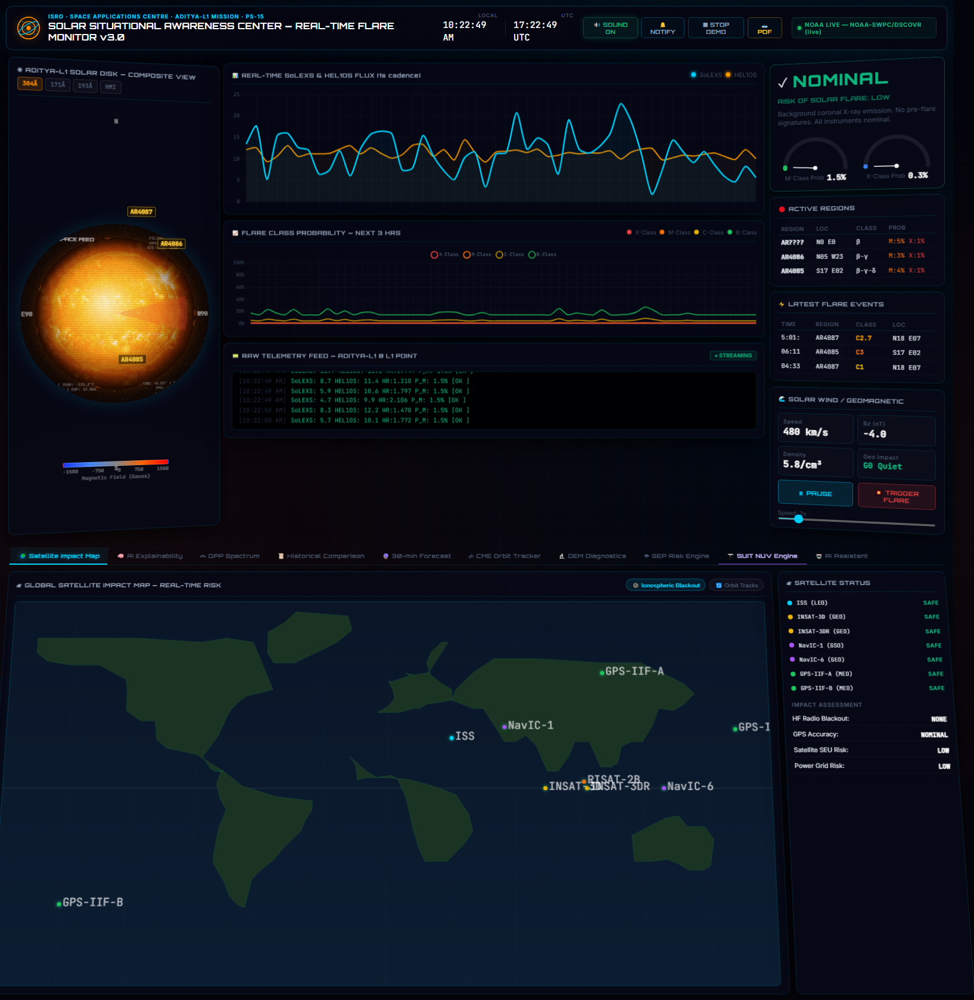 ISRO · SPACE APPLICATIONS CENTRE · ADITYA-L1 MISSION · PS-15
SOLAR SITUATIONAL AWARENESS CENTER — REAL-TIME FLARE
MONITOR v3.0
LOCAL
10:22:49
AM
UTC
17:22:49
UTC
SOUND
ON
NOTIFY
STOP
DEMO
PDF
NOAA LIVE — NOAA-SWPC/DSCOVR
(live)
ADITYA-L1 SOLAR DISK — COMPOSITE VIEW
304Å 171Å 193Å HMI
N
AR4087
AR4086
E90
W90
AR4085
S
-1500 -750 0 750 1500
Magnetic Field (Gauss)
REAL-TIME SoLEXS & HEL1OS FLUX (1s cadence)
SoLEXS HEL1OS
25
20
15
10
5
0
FLARE CLASS PROBABILITY — NEXT 3 HRS
X-Class M-Class C-Class B-Class
X-Class M-Class C-Class B-Class
100%
80%
60%
40%
20%
0%
RAW TELEMETRY FEED — ADITYA-L1 @ L1 POINT
STREAMING
[10:22:49 AM] SoLEXS: 8.7 HEL1OS: 11.4 HR:1.310 P_M: 1.5% [OK ]
[10:22:49 AM] SoLEXS: 5.9 HEL1OS: 10.6 HR:1.797 P_M: 1.5% [OK ]
[10:22:49 AM] SoLEXS: 4.7 HEL1OS: 9.9 HR:2.106 P_M: 1.5% [OK ]
[10:22:50 AM] SoLEXS: 8.3 HEL1OS: 12.2 HR:1.470 P_M: 1.5% [OK ]
[10:22:50 AM] SoLEXS: 5.7 HEL1OS: 10.1 HR:1.772 P_M: 1.5% [OK ]
NOMINAL
RISK OF SOLAR FLARE: LOW
Background coronal X-ray emission. No pre-flare
signatures. All instruments nominal.
M-Class Prob 1.5%
X-Class Prob 0.3%
ACTIVE REGIONS
REGION LOC CLASS PROB
AR???? N0 E0 β M:5% X:1%
AR4086 N05 W23 β-γ M:3% X:1%
AR4085 S17 E02 β-γ-δ M:4% X:1%
LATEST FLARE EVENTS
TIME REGION CLASS LOC
5:01: AR4087 C2.7 N18 E07
06:11 AR4085 C3 S17 E02
04:33 AR4087 C1 N18 E07
SOLAR WIND / GEOMAGNETIC
Speed
480 km/s
Bz (nT)
-4.0
Density
5.8/cm³
Geo Impact
G0 Quiet
PAUSE
TRIGGER
FLARE
Speed: 2x
Satellite Impact Map
AI Explainability
QPP Spectrum
Historical Comparison
30-min Forecast
CME Orbit Tracker
DEM Diagnostics
SEP Risk Engine
SUIT NUV Engine
AI Assistant
GLOBAL SATELLITE IMPACT MAP — REAL-TIME RISK
Ionospheric Blackout
Orbit Tracks
GPS-IIF-A
NavIC-1
GPS-I
ISS
RISAT-2B
INSAT-3D
INSAT-3DR
NavIC-6
GPS-IIF-B
SATELLITE STATUS
ISS (LEO) SAFE
INSAT-3D (GEO) SAFE
INSAT-3DR (GEO) SAFE
NavIC-1 (GSO) SAFE
NavIC-6 (GEO) SAFE
GPS-IIF-A (MEO) SAFE
GPS-IIF-B (MEO) SAFE
IMPACT ASSESSMENT
HF Radio Blackout: NONE
GPS Accuracy: NOMINAL
Satellite SEU Risk: LOW
Power Grid Risk: LOW